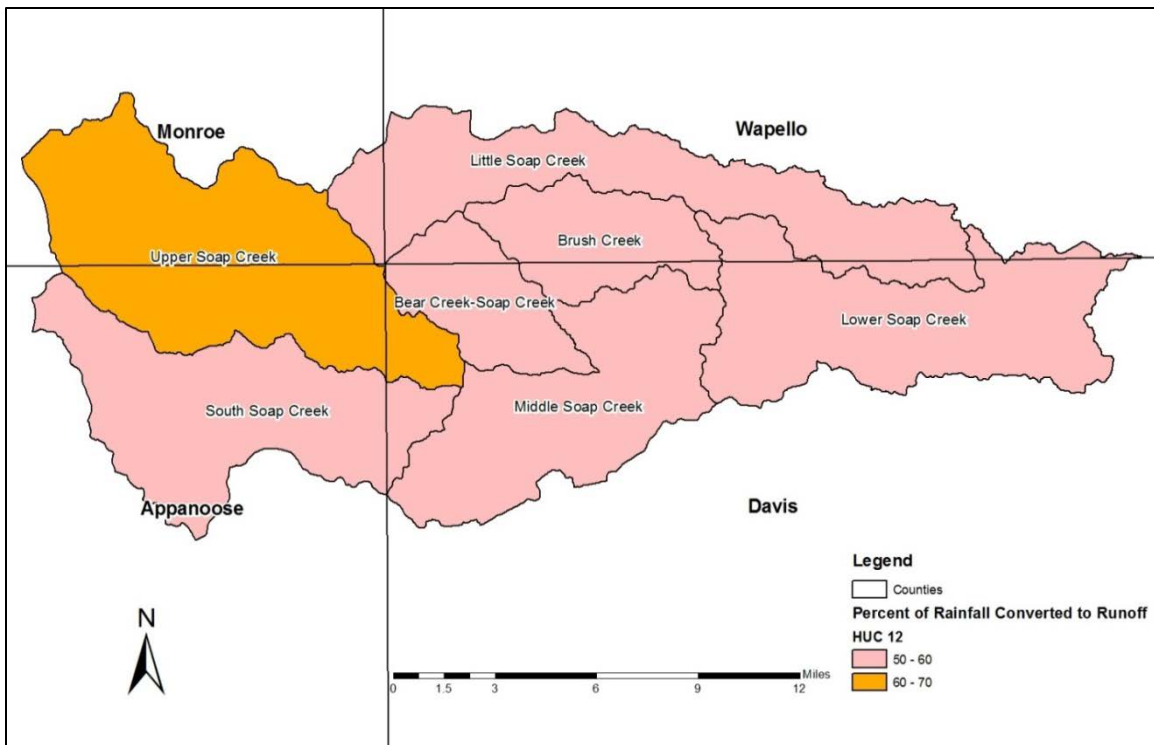 Monroe
Wapello
Little Soap Creek
Brush Creek
Upper Soap Creek
Bear Creek-Soap Creek
Lower Soap Creek
South Soap Creek
Middle Soap Creek
Appanoose
Davis
Legend
Counties
Percent of Rainfall Converted to Runoff
HUC 12
50 - 60
60 - 70
N
Miles
0 1.5 3 6 9 12